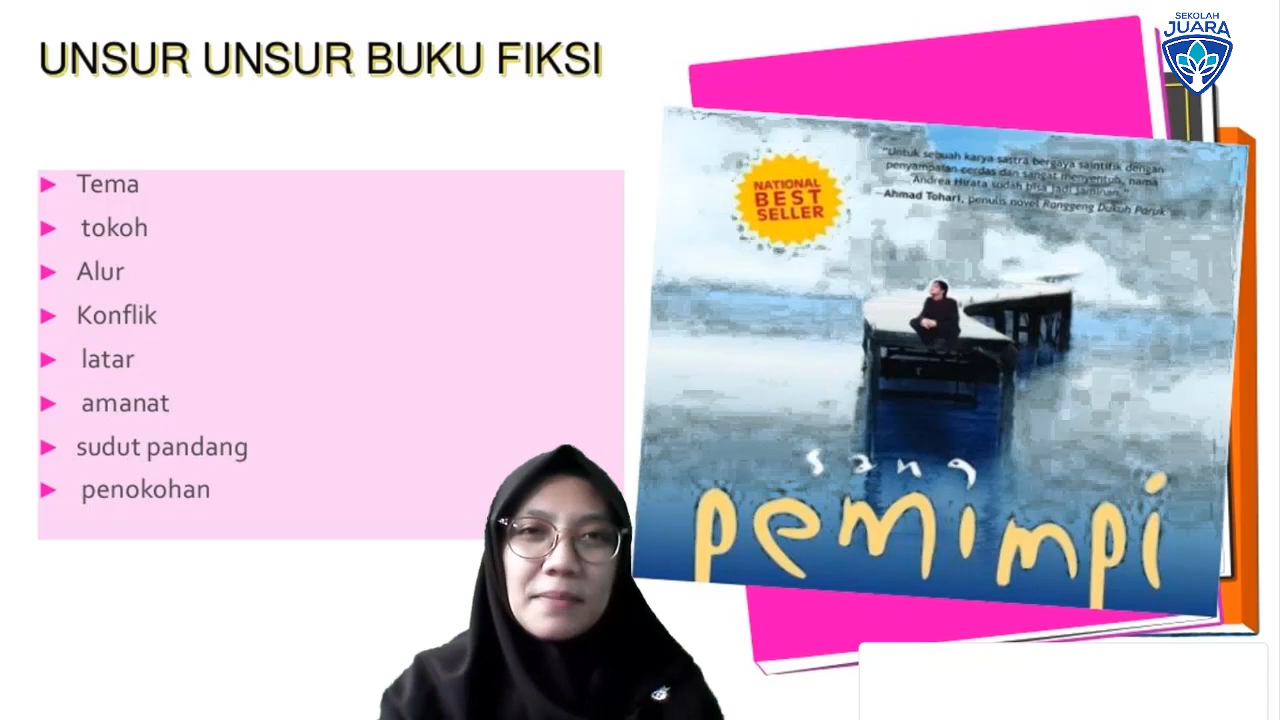 UNSUR UNSUR BUKU FIKSI
SEKOLAH
JUARA
Tema
tokoh
Alur
Konflik
latar
amanat
sudut pandang
penokohan
NATIONAL
BEST
SELLER
"Untuk sebuah karya sastra bergaya saintifik dengan
penyampaian cerdas dan sangat menyentuh, nama
Andrea Hirata sudah bisa jadi jaminan."
Ahmad Tohari, penulis novel Ronggeng Dukuh Paruk
sang
pemimpi